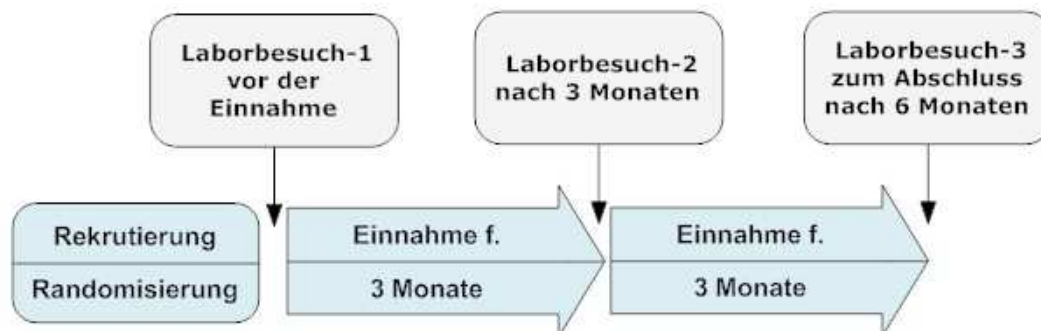 Laborbesuch-1
vor der
Einnahme
Laborbesuch-2
nach 3 Monaten
Laborbesuch-3
zum Abschluss
nach 6 Monaten
Rekrutierung
Randomisierung
Einnahme f.
3 Monate
Einnahme f.
3 Monate